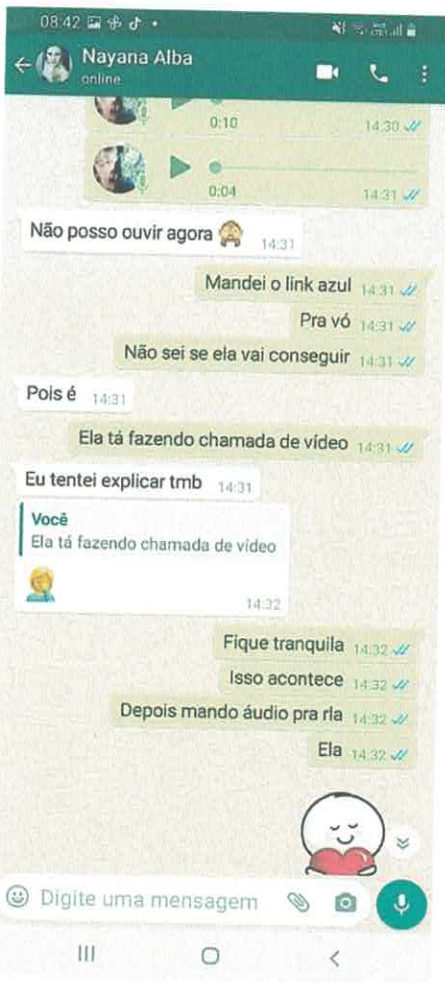 08:42
Nayana Alba
online
0:10 14:30
0:04 14:31
Não posso ouvir agora 14:31
Mandei o link azul 14:31
Pra vó 14:31
Não sei se ela vai conseguir 14:31
Pois é 14:31
Ela tá fazendo chamada de vídeo 14:31
Eu tentei explicar tmb 14:31
Você
Ela tá fazendo chamada de vídeo
14:32
Fique tranquila 14:32
Isso acontece 14:32
Depois mando áudio pra rla 14:32
Ela 14:32
Digite uma mensagem